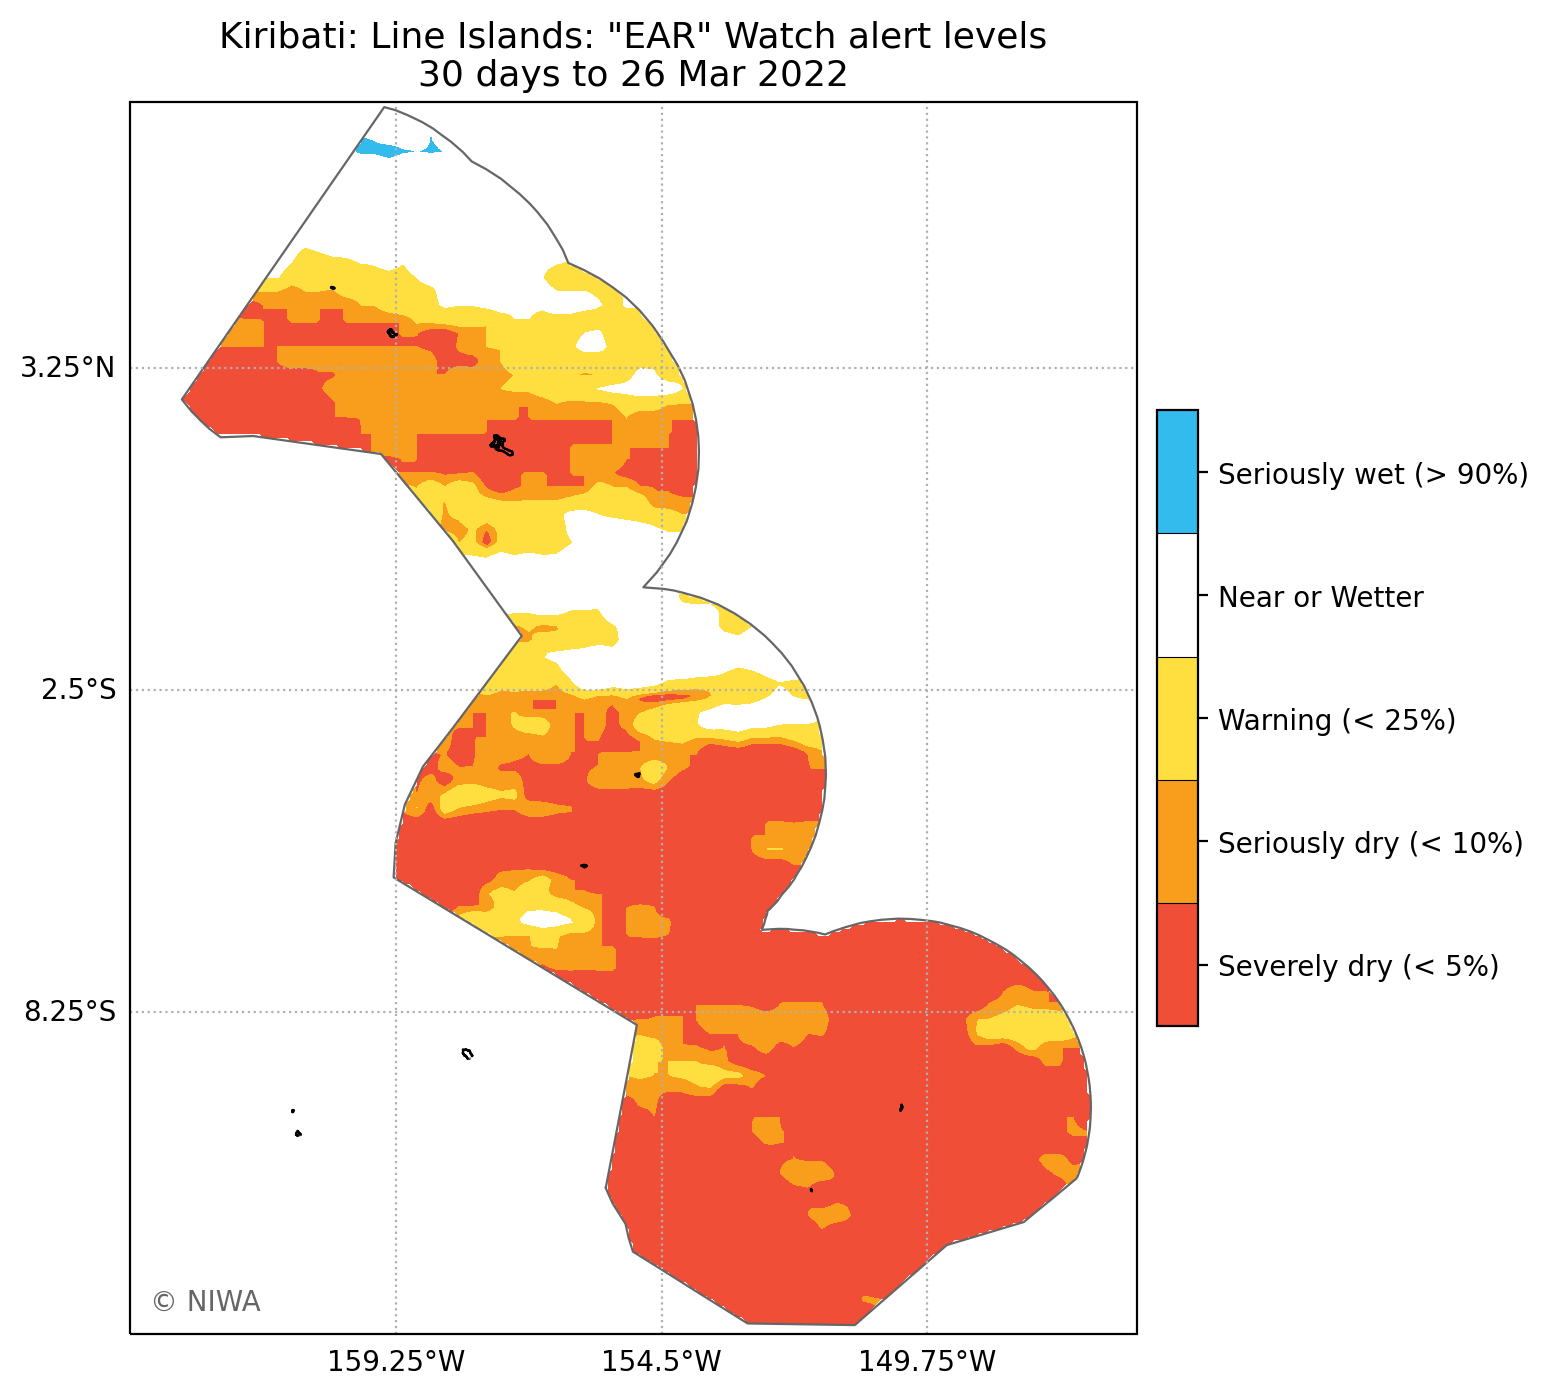 Kiribati: Line Islands: "EAR" Watch alert levels
30 days to 26 Mar 2022
3.25°N
2.5°S
8.25°S
159.25°W
154.5°W
149.75°W
Seriously wet (> 90%)
Near or Wetter
Warning (< 25%)
Seriously dry (< 10%)
Severely dry (< 5%)
© NIWA